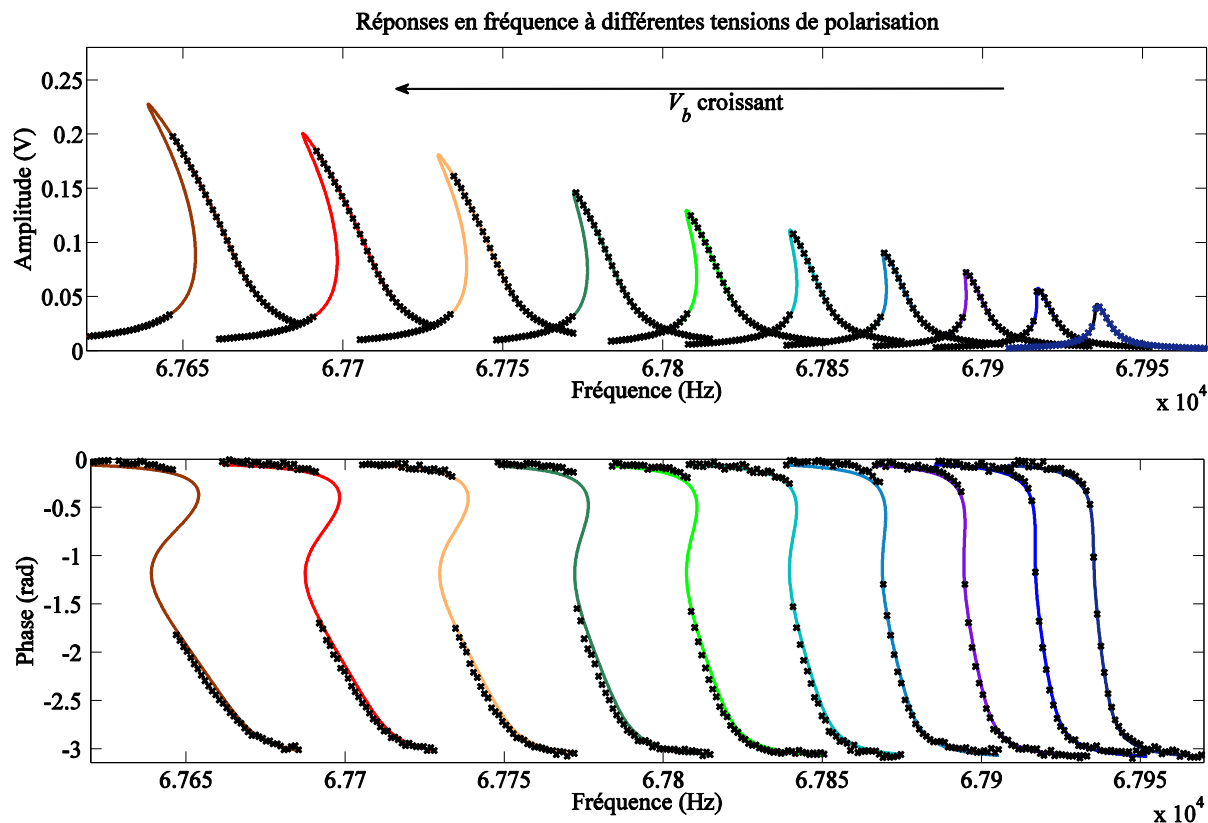 Réponses en fréquence à différentes tensions de polarisation
V_b croissant
Amplitude (V)
0.25
0.2
0.15
0.1
0.05
0
6.765 6.77 6.775 6.78 6.785 6.79 6.795
Fréquence (Hz)
x 10^4
Phase (rad)
0
-0.5
-1
-1.5
-2
-2.5
-3
6.765 6.77 6.775 6.78 6.785 6.79 6.795
Fréquence (Hz)
x 10^4